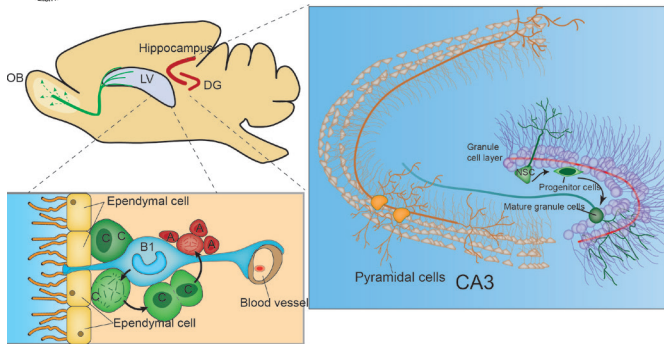 Hippocampus
OB
LV
DG
Ependymal cell
C
C
B1
A
A
A
C
C
C
Blood vessel
Ependymal cell
Granule
cell layer
NSC
Progenitor cells
Mature granule cells
Pyramidal cells
CA3